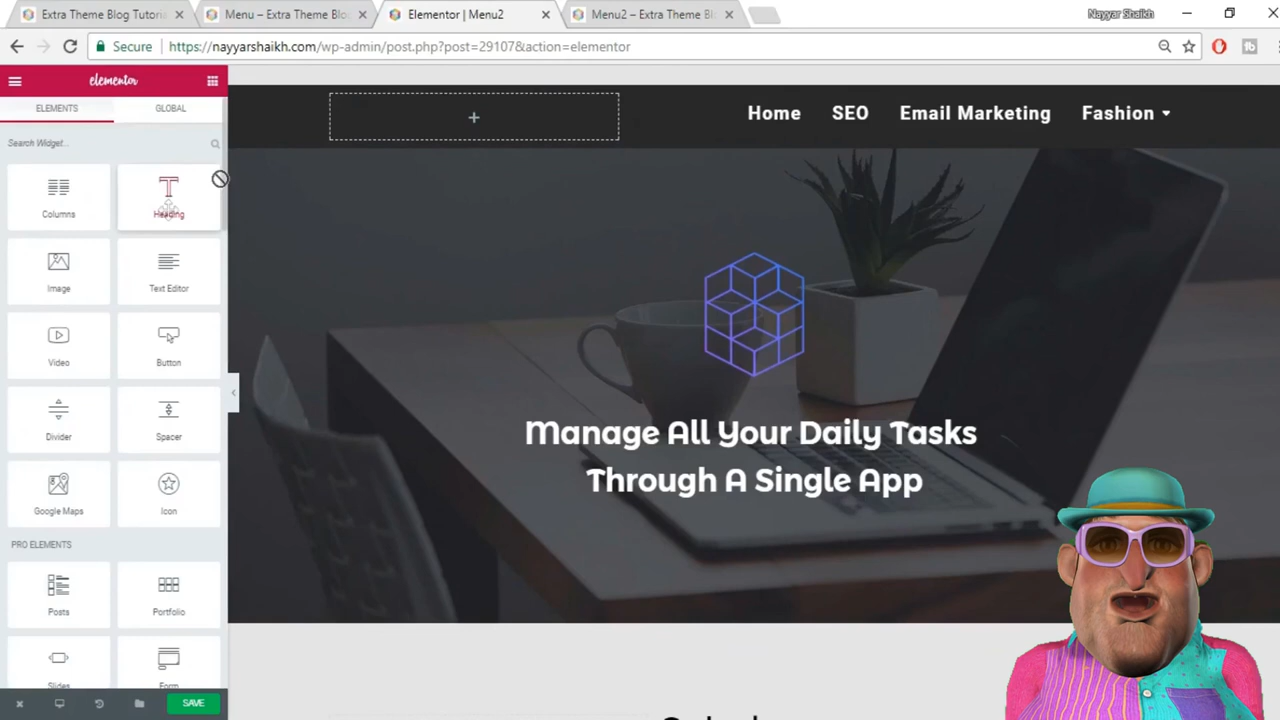 Extra Theme Blog Tutoria
Menu – Extra Theme Blo
Elementor | Menu2
Menu2 – Extra Theme Bl
Nayyar Shaikh
Secure
https://nayyarshaikh.com/wp-admin/post.php?post=29107&action=elementor
elementor
ELEMENTS
GLOBAL
Search Widget...
Columns
Heading
Image
Text Editor
Video
Button
Divider
Spacer
Google Maps
Icon
PRO ELEMENTS
Posts
Portfolio
Slides
Form
SAVE
Home
SEO
Email Marketing
Fashion
Manage All Your Daily Tasks
Through A Single App